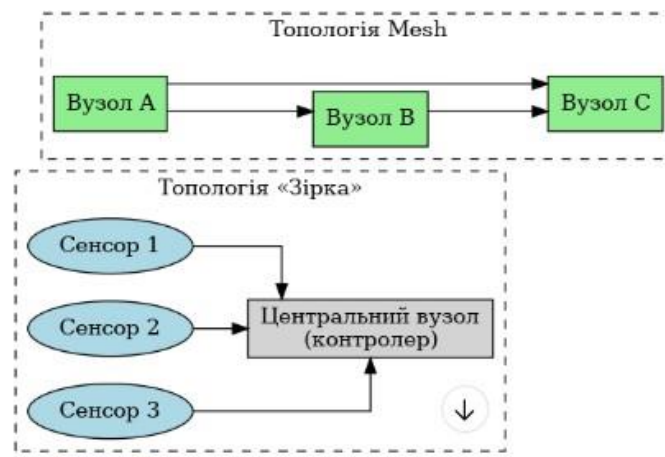 Топологія Mesh
Вузол A
Вузол B
Вузол C
Топологія «Зірка»
Сенсор 1
Сенсор 2
Сенсор 3
Центральний вузол
(контролер)